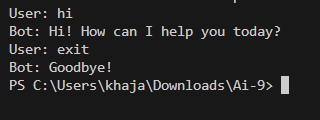 User: hi
Bot: Hi! How can I help you today?
User: exit
Bot: Goodbye!
PS C:\Users\khaja\Downloads\Ai-9>